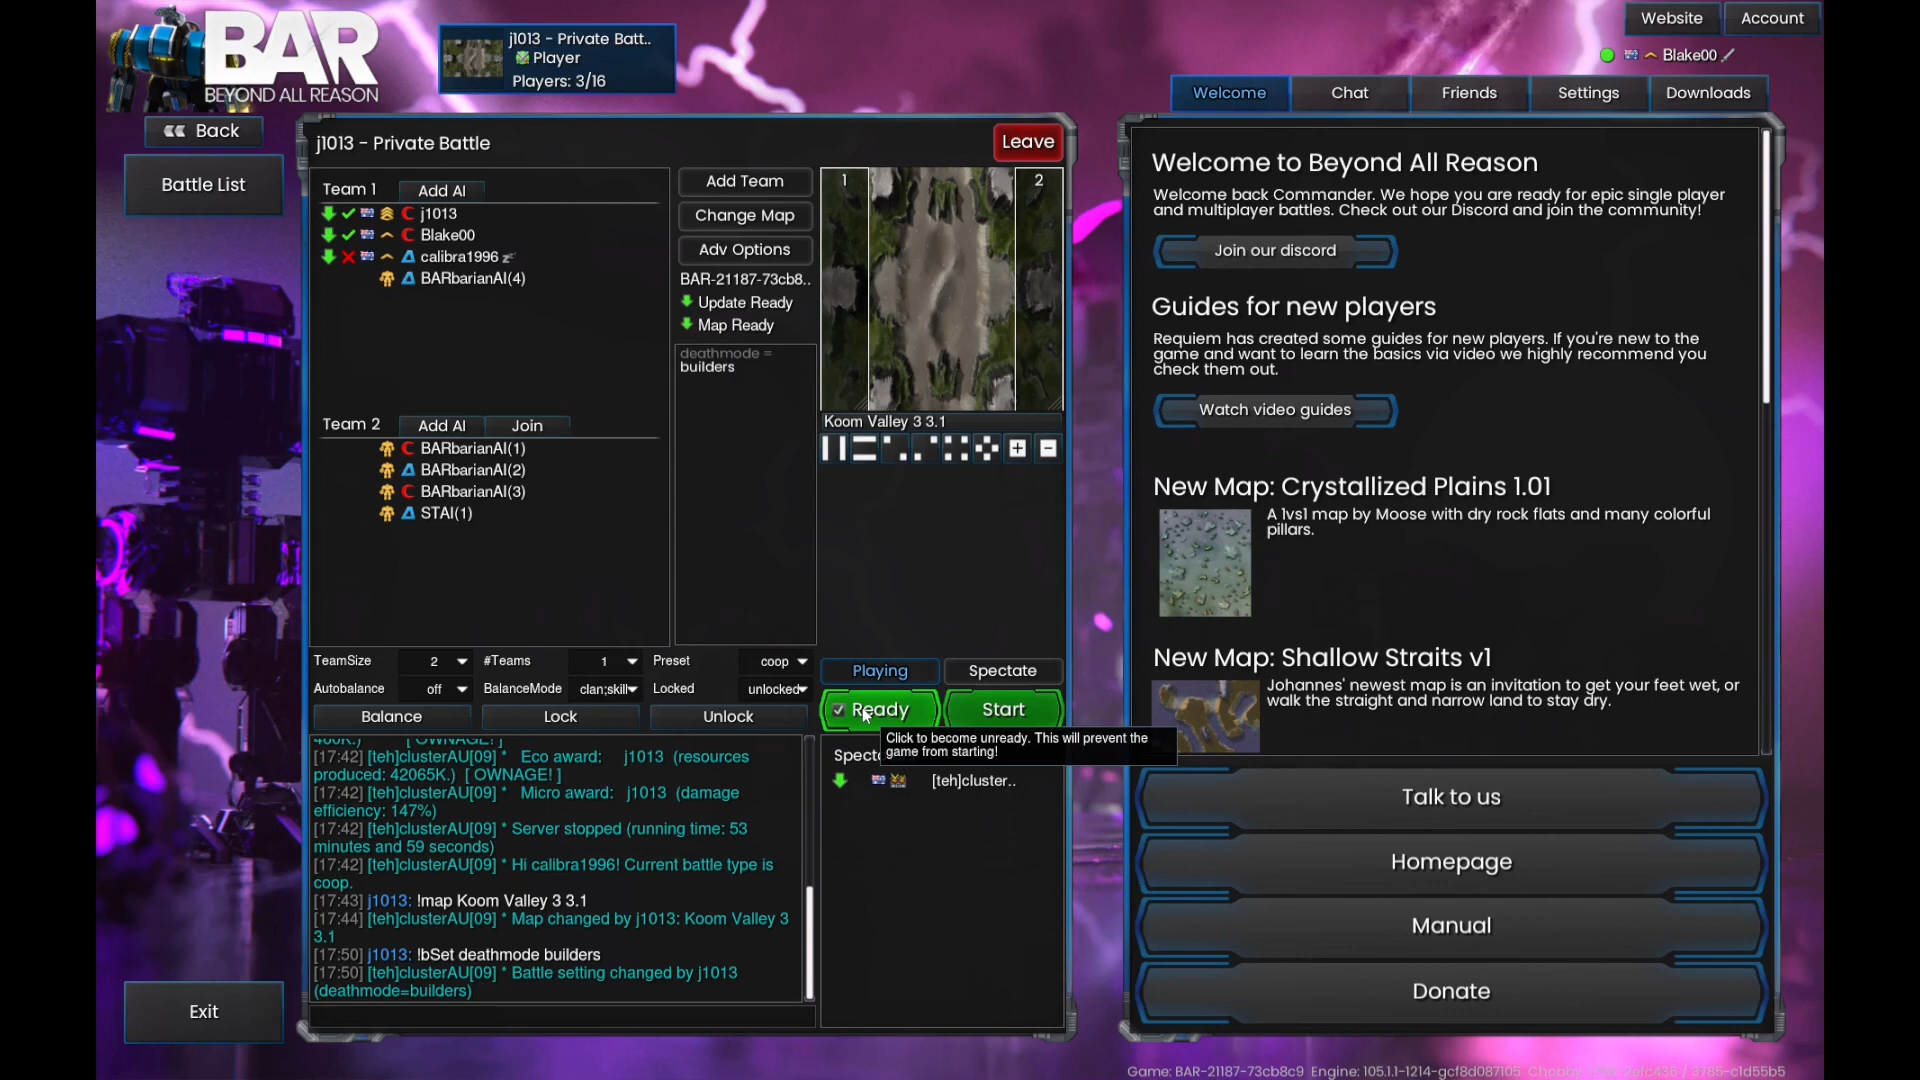 BAR
BEYOND ALL REASON
j1013 - Private Batt..
Player
Players: 3/16
Website
Account
Blake00
Welcome
Chat
Friends
Settings
Downloads
Back
Battle List
Exit
j1013 - Private Battle
Leave
Team 1
Add AI
j1013
Blake00
calibra1996
BARbarianAI(4)
Team 2
Add AI
Join
BARbarianAI(1)
BARbarianAI(2)
BARbarianAI(3)
STAI(1)
Add Team
Change Map
Adv Options
BAR-21187-73cb8..
Update Ready
Map Ready
deathmode =
builders
1
2
Koom Valley 3 3.1
TeamSize
2
#Teams
1
Preset
coop
Autobalance
off
BalanceMode
clan;skill
Locked
unlocked
Balance
Lock
Unlock
Playing
Spectate
Ready
Start
Click to become unready. This will prevent the
game from starting!
Spect
[teh]cluster..
[ OWNAGE! ]
[17:42] [teh]clusterAU[09] * Eco award: j1013 (resources
produced: 42065K.) [ OWNAGE! ]
[17:42] [teh]clusterAU[09] * Micro award: j1013 (damage
efficiency: 147%)
[17:42] [teh]clusterAU[09] * Server stopped (running time: 53
minutes and 59 seconds)
[17:42] [teh]clusterAU[09] * Hi calibra1996! Current battle type is
coop.
[17:43] j1013: !map Koom Valley 3 3.1
[17:44] [teh]clusterAU[09] * Map changed by j1013: Koom Valley 3
3.1
[17:50] j1013: !bSet deathmode builders
[17:50] [teh]clusterAU[09] * Battle setting changed by j1013
(deathmode=builders)
Welcome to Beyond All Reason
Welcome back Commander. We hope you are ready for epic single player
and multiplayer battles. Check out our Discord and join the community!
Join our discord
Guides for new players
Requiem has created some guides for new players. If you're new to the
game and want to learn the basics via video we highly recommend you
check them out.
Watch video guides
New Map: Crystallized Plains 1.01
A 1vs1 map by Moose with dry rock flats and many colorful
pillars.
New Map: Shallow Straits v1
Johannes' newest map is an invitation to get your feet wet, or
walk the straight and narrow land to stay dry.
Talk to us
Homepage
Manual
Donate
Game: BAR-21187-73cb8c9 Engine: 105.1.1-1214-gcf8d087105